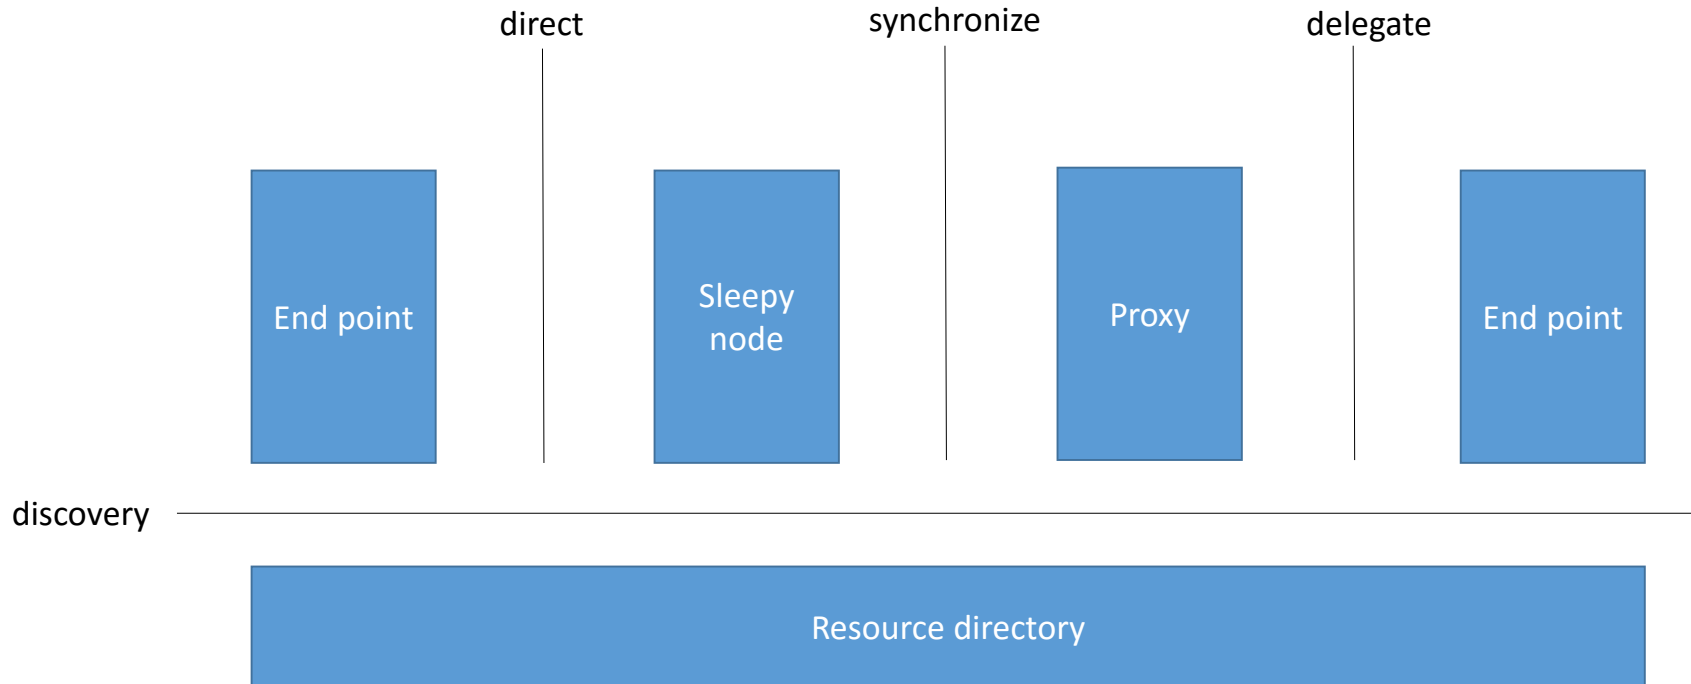 direct
synchronize
delegate
End point
Sleepy
node
Proxy
End point
discovery
Resource directory